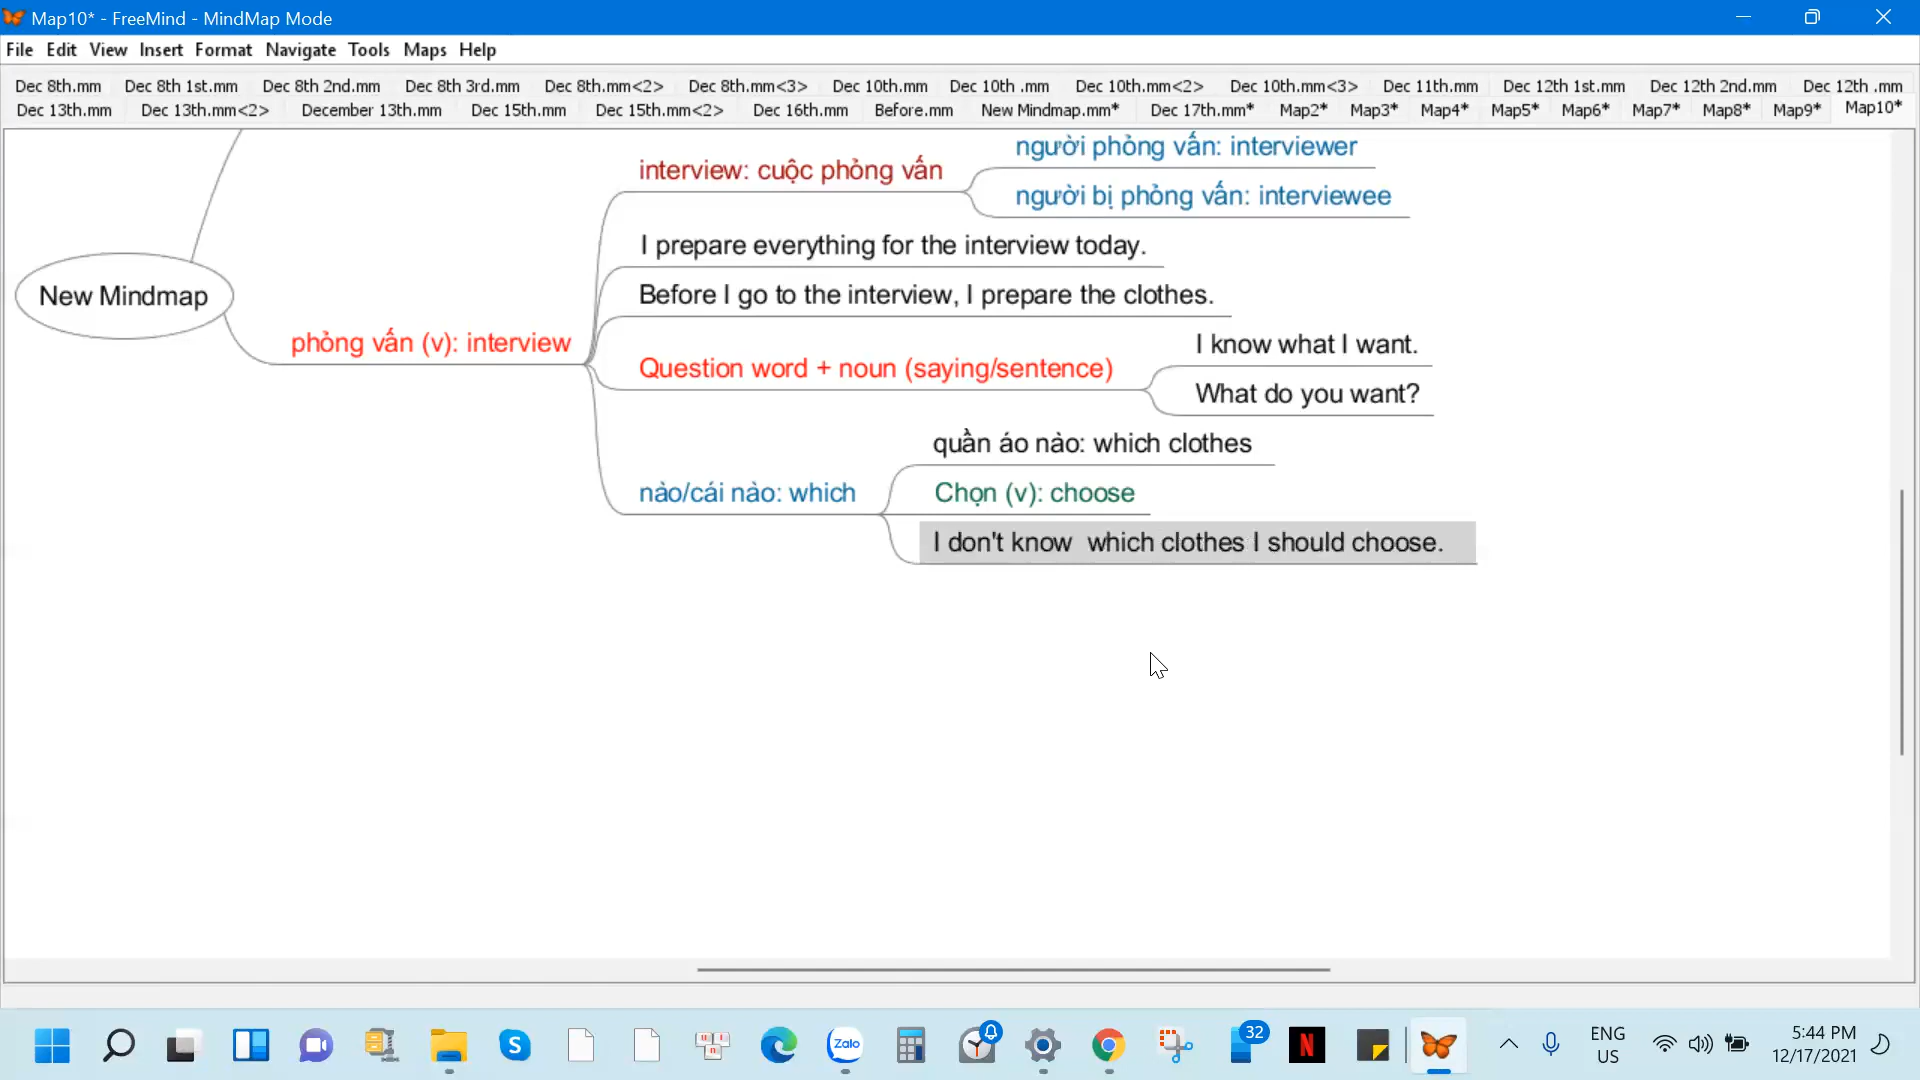 Map10* - FreeMind - MindMap Mode
File Edit View Insert Format Navigate Tools Maps Help
Dec 8th.mm Dec 8th 1st.mm Dec 8th 2nd.mm Dec 8th 3rd.mm Dec 8th.mm<2> Dec 8th.mm<3> Dec 10th.mm Dec 10th .mm Dec 10th.mm<2> Dec 10th.mm<3> Dec 11th.mm Dec 12th 1st.mm Dec 12th 2nd.mm Dec 12th .mm
Dec 13th.mm Dec 13th.mm<2> December 13th.mm Dec 15th.mm Dec 15th.mm<2> Dec 16th.mm Before.mm New Mindmap.mm* Dec 17th.mm* Map2* Map3* Map4* Map5* Map6* Map7* Map8* Map9* Map10*
người phỏng vấn: interviewer
interview: cuộc phỏng vấn
người bị phỏng vấn: interviewee
I prepare everything for the interview today.
New Mindmap
Before I go to the interview, I prepare the clothes.
phỏng vấn (v): interview
I know what I want.
Question word + noun (saying/sentence)
What do you want?
quần áo nào: which clothes
nào/cái nào: which
Chọn (v): choose
I don't know  which clothes I should choose.
Zalo
32
N
ENG
US
5:44 PM
12/17/2021